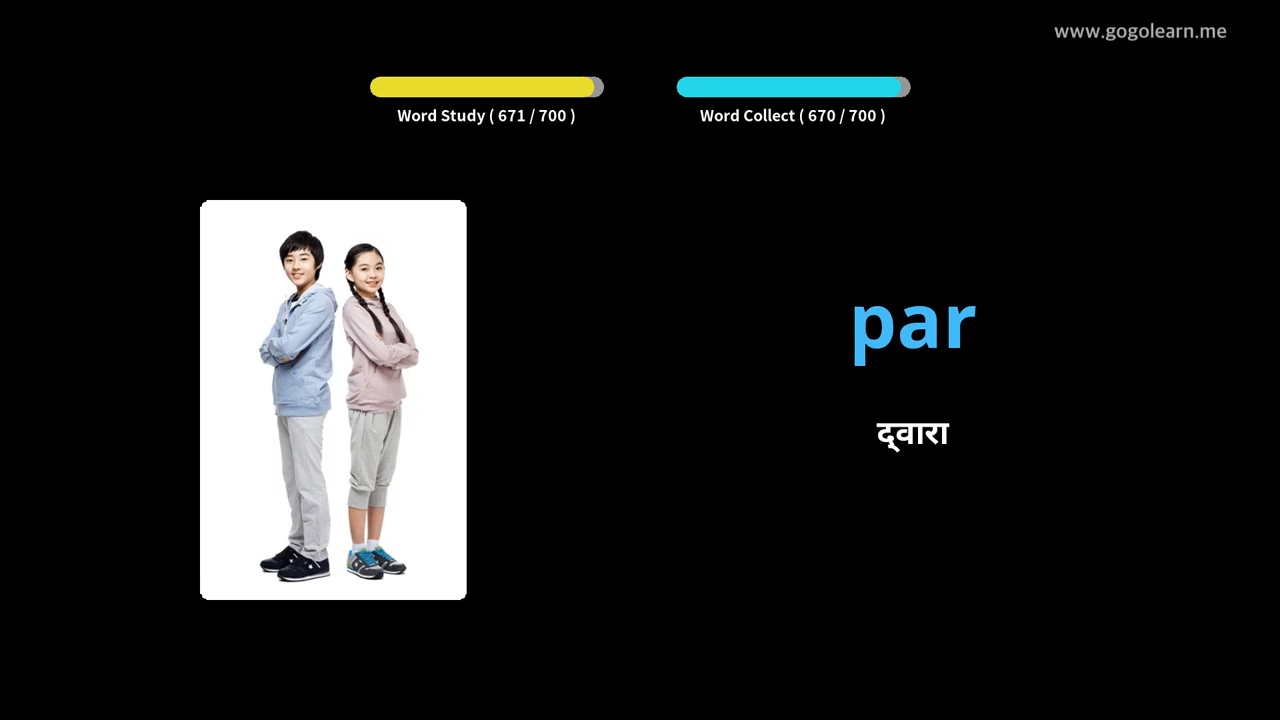 www.gogolearn.me
Word Study ( 671 / 700 )
Word Collect ( 670 / 700 )
par
द्वारा